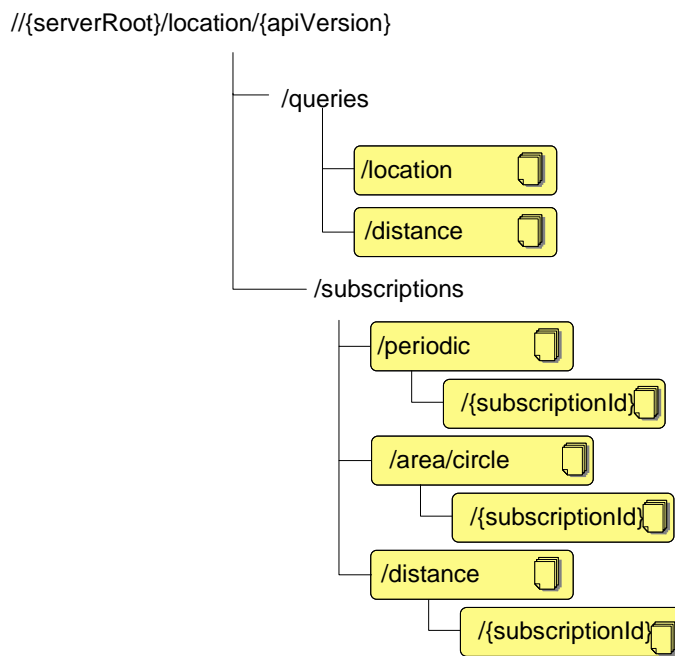 //{serverRoot}/location/{apiVersion}
/queries
/location
/distance
/subscriptions
/periodic
/{subscriptionId}
/area/circle
/{subscriptionId}
/distance
/{subscriptionId}